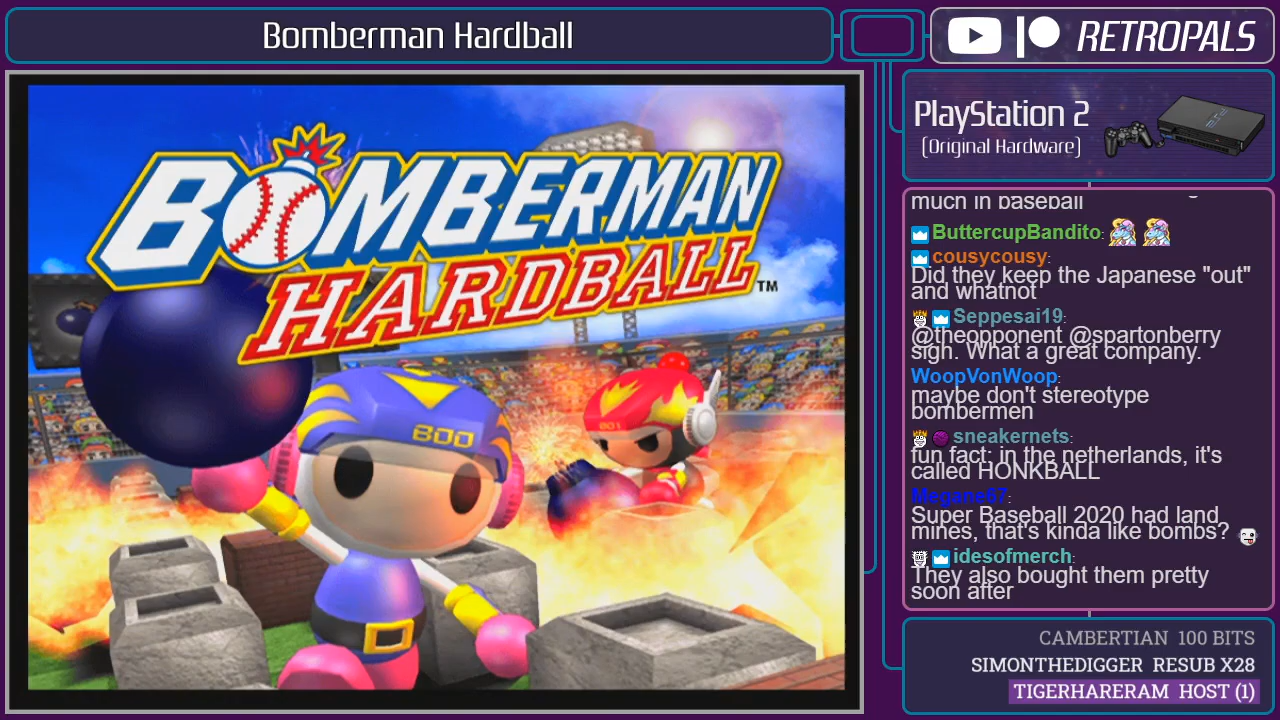 Bomberman Hardball
RETROPALS
BOMBERMAN
HARDBALL™
BOO
BO1
PlayStation 2
(Original Hardware)
much in baseball
ButtercupBandito:
cousycousy:
Did they keep the Japanese "out"
and whatnot
Seppesai19:
@theopponent @spartonberry
sigh. What a great company.
WoopVonWoop:
maybe don't stereotype
bombermen
sneakernets:
fun fact: in the netherlands, it's
called HONKBALL
Megane67:
Super Baseball 2020 had land
mines, that's kinda like bombs?
idesofmerch:
They also bought them pretty
soon after
CAMBERTIAN 100 BITS
SIMONTHEDIGGER RESUB X28
TIGERHARERAM HOST (1)